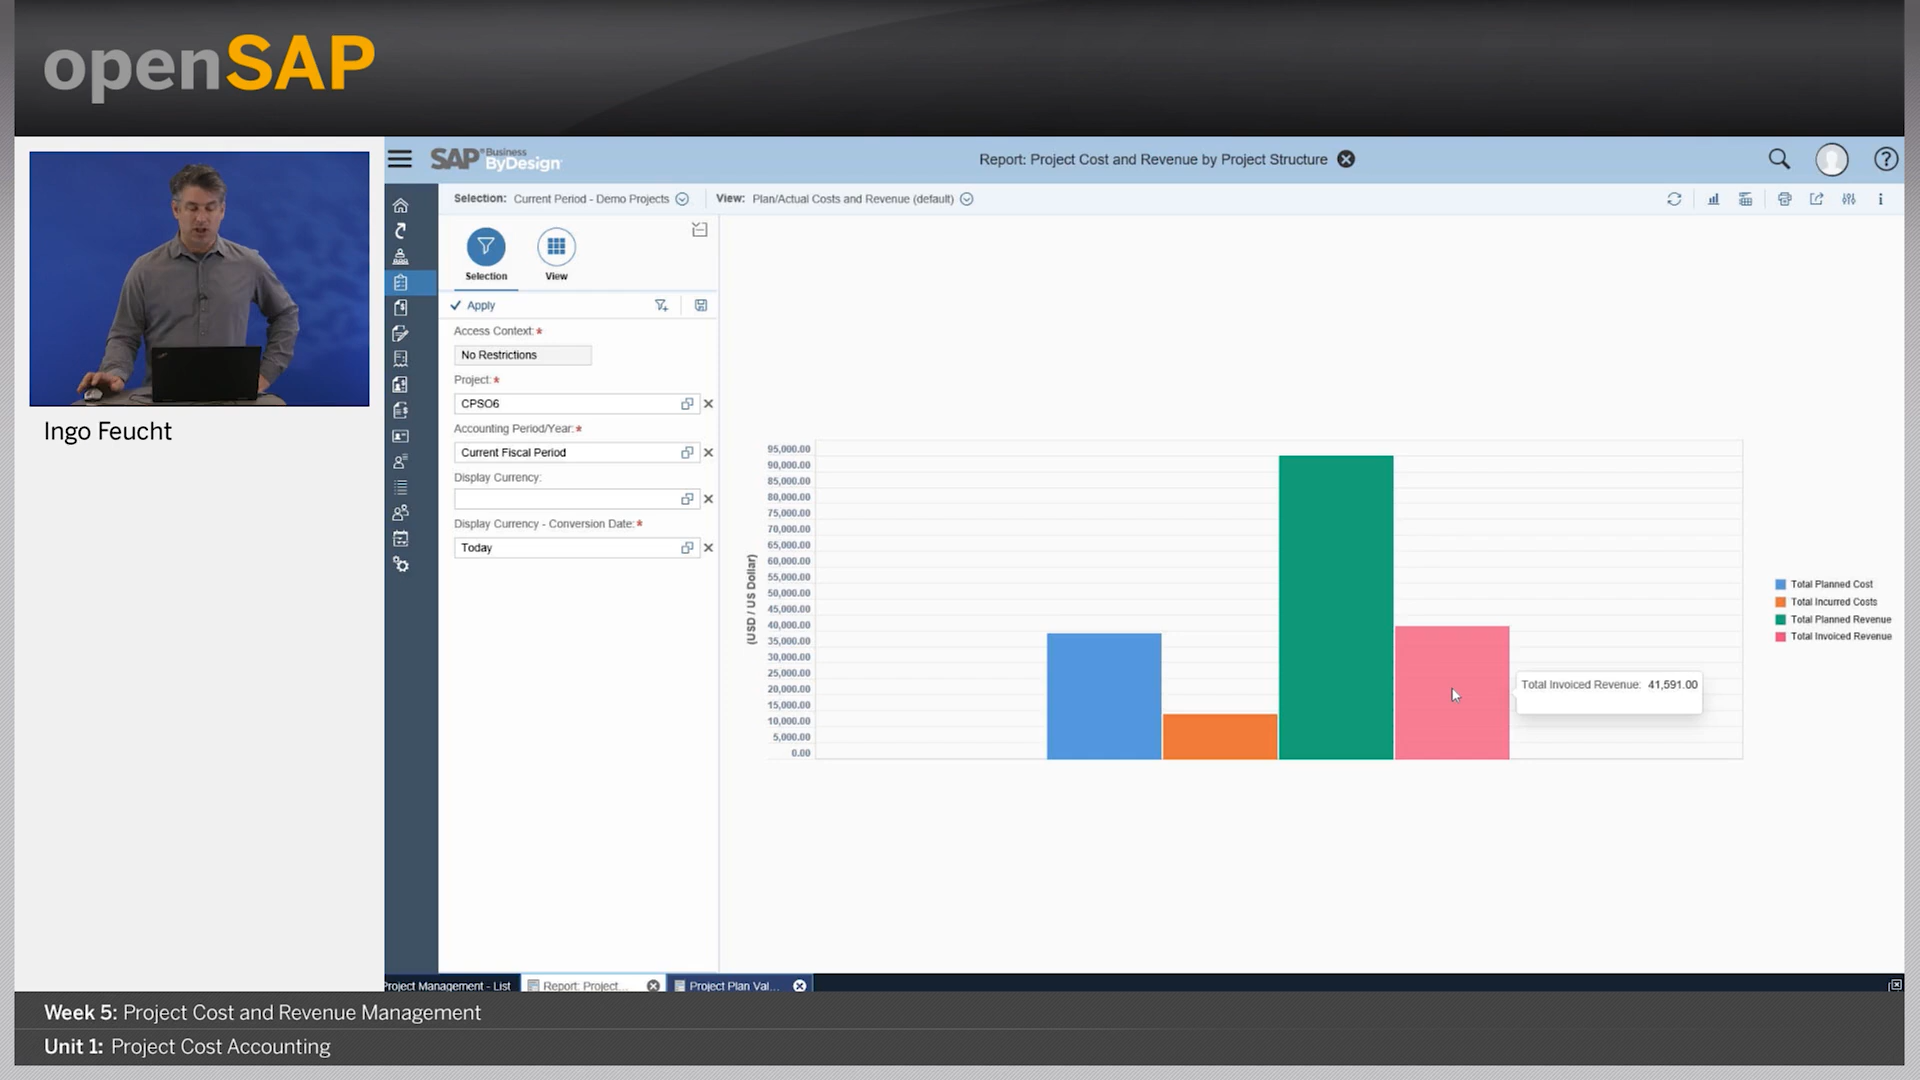 openSAP
Ingo Feucht
SAP Business ByDesign
Report: Project Cost and Revenue by Project Structure
Selection: Current Period - Demo Projects
View: Plan/Actual Costs and Revenue (default)
Selection
View
Apply
Access Context: *
No Restrictions
Project: *
CPSO6
Accounting Period/Year: *
Current Fiscal Period
Display Currency:
Display Currency - Conversion Date: *
Today
(USD / US Dollar)
95,000.00
90,000.00
85,000.00
80,000.00
75,000.00
70,000.00
65,000.00
60,000.00
55,000.00
50,000.00
45,000.00
40,000.00
35,000.00
30,000.00
25,000.00
20,000.00
15,000.00
10,000.00
5,000.00
0.00
Total Invoiced Revenue: 41,591.00
Total Planned Cost
Total Incurred Costs
Total Planned Revenue
Total Invoiced Revenue
Project Management - List
Report: Project...
Project Plan Val...
Week 5: Project Cost and Revenue Management
Unit 1: Project Cost Accounting